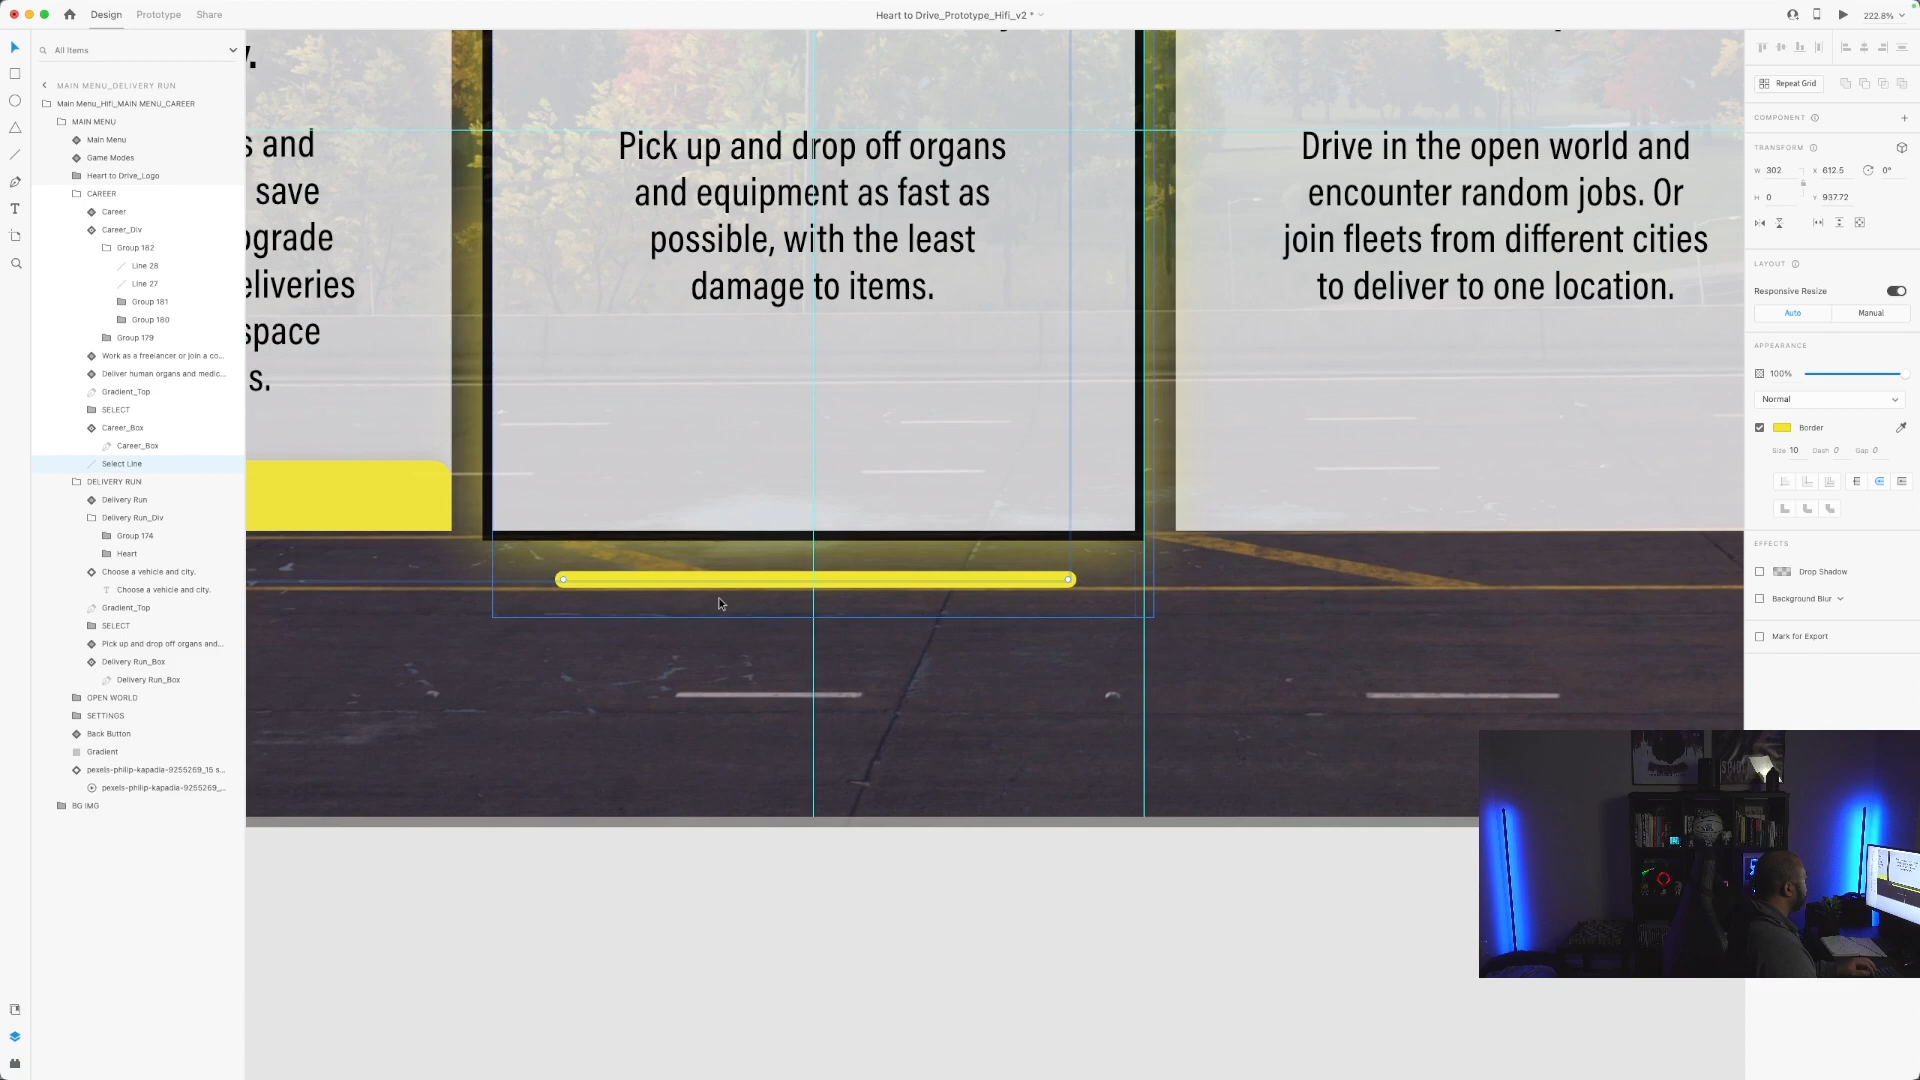 Design
Prototype
Share
Heart to Drive_Prototype_Hifi_v2 *
222.8%
All Items
MAIN MENU_DELIVERY RUN
Main Menu_Hifi_MAIN MENU_CAREER
MAIN MENU
Main Menu
Game Modes
Heart to Drive_Logo
CAREER
Career
Career_Div
Group 182
Line 28
Line 27
Group 181
Group 180
Group 179
Work as a freelancer or join a co...
Deliver human organs and medic...
Gradient_Top
SELECT
Career_Box
Career_Box
Select Line
DELIVERY RUN
Delivery Run
Delivery Run_Div
Group 174
Heart
Choose a vehicle and city.
Choose a vehicle and city.
Gradient_Top
SELECT
Pick up and drop off organs and...
Delivery Run_Box
Delivery Run_Box
OPEN WORLD
SETTINGS
Back Button
Gradient
pexels-philip-kapadia-9255269_15 s...
pexels-philip-kapadia-9255269_...
BG IMG
s and
save
grade
eliveries
space
s.
Pick up and drop off organs
and equipment as fast as
possible, with the least
damage to items.
Drive in the open world and
encounter random jobs. Or
join fleets from different cities
to deliver to one location.
Repeat Grid
COMPONENT
TRANSFORM
W 302 X 612.5 0°
H 0 Y 937.72
LAYOUT
Responsive Resize
Auto
Manual
APPEARANCE
100%
Normal
Border
Size 10 Dash 0 Gap 0
EFFECTS
Drop Shadow
Background Blur
Mark for Export